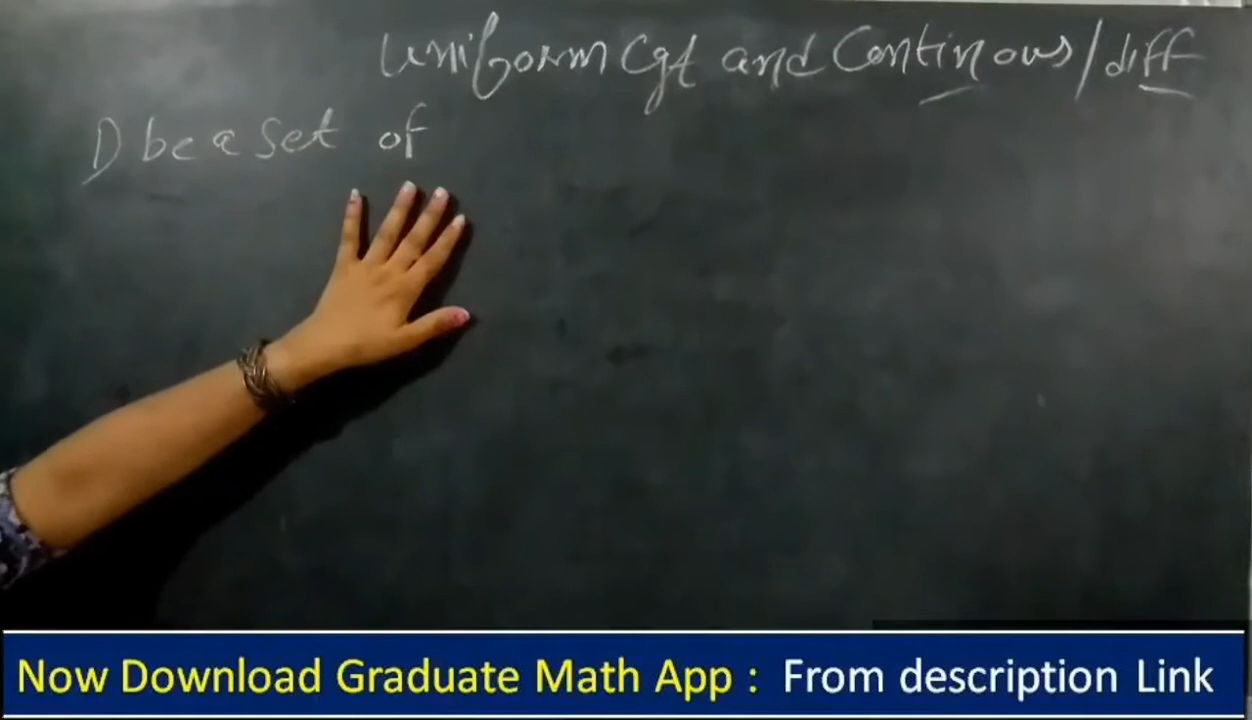 Uniform Cgt and Continous/diff
D be a set of
Now Download Graduate Math App : From description Link